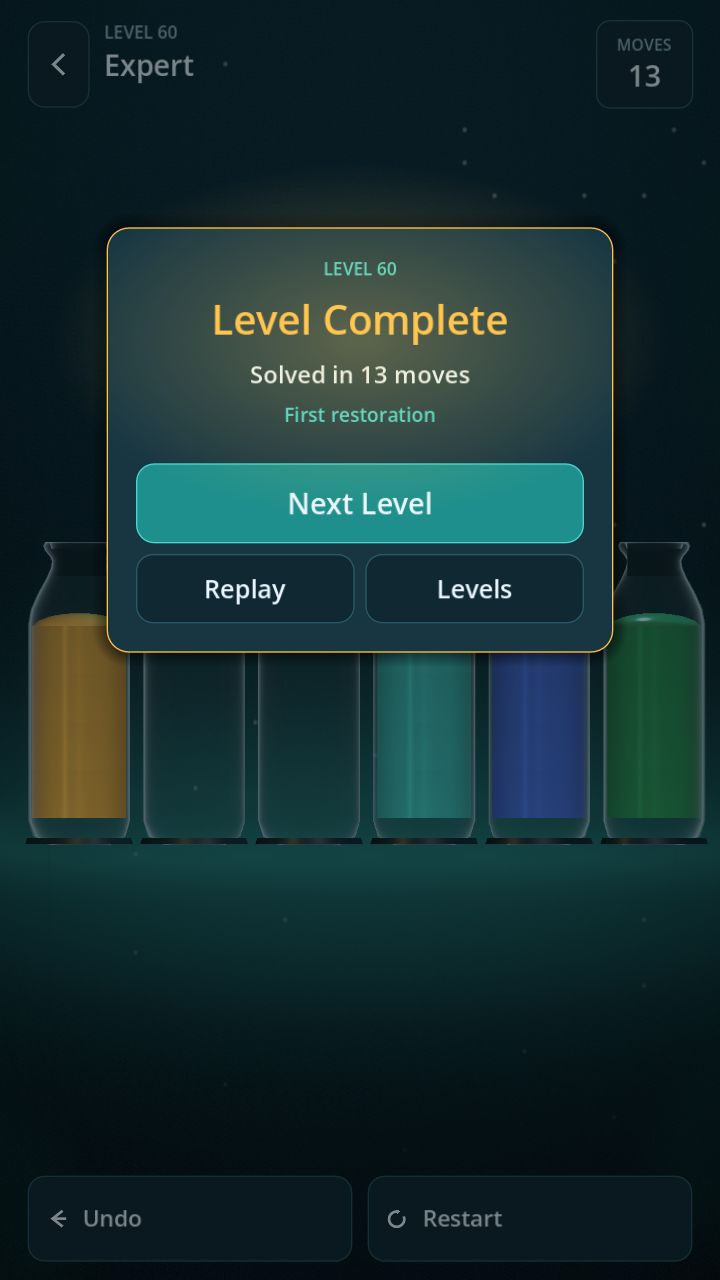 LEVEL 60
Expert
MOVES
13
LEVEL 60
Level Complete
Solved in 13 moves
First restoration
Next Level
Replay
Levels
Undo
Restart